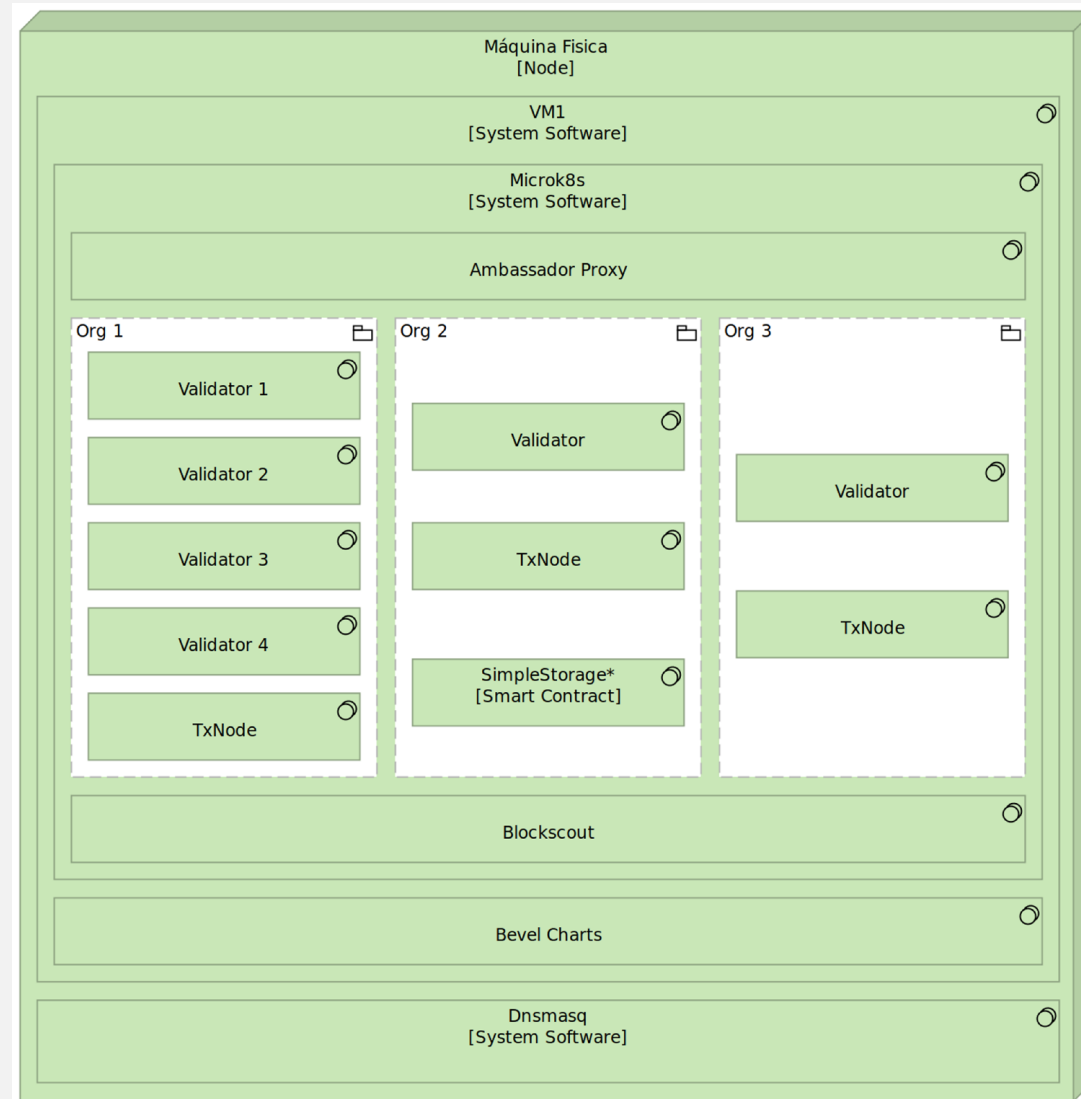 Máquina Fisica
[Node]
VM1
[System Software]
Microk8s
[System Software]
Ambassador Proxy
Org 1
Validator 1
Validator 2
Validator 3
Validator 4
TxNode
Org 2
Validator
TxNode
SimpleStorage*
[Smart Contract]
Org 3
Validator
TxNode
Blockscout
Bevel Charts
Dnsmasq
[System Software]